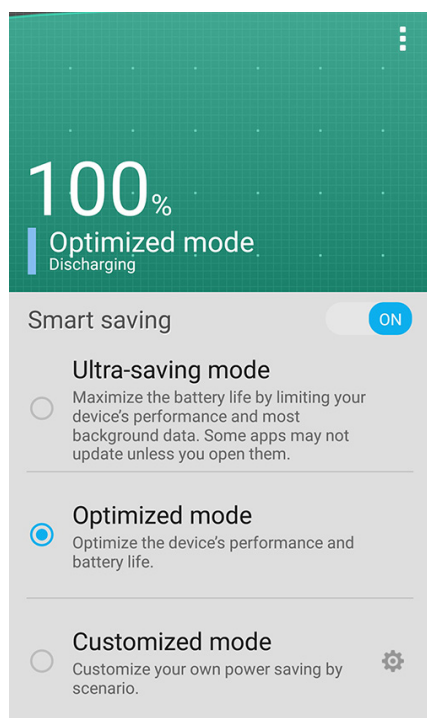 100%
Optimized mode
Discharging
Smart saving
ON
Ultra-saving mode
Maximize the battery life by limiting your
device's performance and most
background data. Some apps may not
update unless you open them.
Optimized mode
Optimize the device's performance and
battery life.
Customized mode
Customize your own power saving by
scenario.